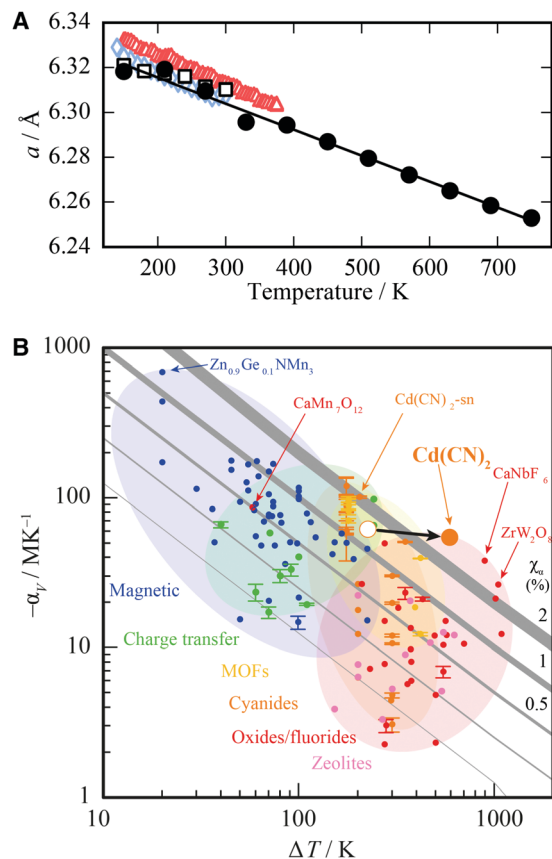 A
6.34
6.32
6.30
6.28
6.26
6.24
a / Å
200 300 400 500 600 700
Temperature / K
B
1000
100
10
1
−αV / MK−1
Zn0.9Ge0.1NMn3
CaMn7O12
Cd(CN)2-sn
Cd(CN)2
CaNbF6
ZrW2O8
χα
(%)
2
1
0.5
Magnetic
Charge transfer
MOFs
Cyanides
Oxides/fluorides
Zeolites
10 100 1000
ΔT / K